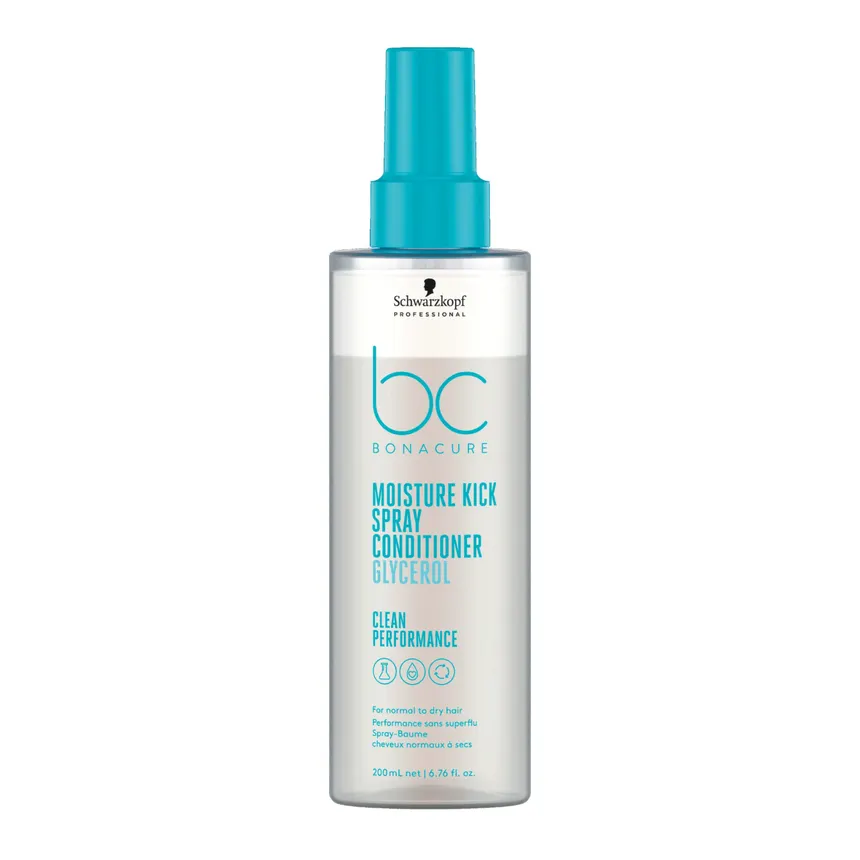 Schwarzkopf
PROFESSIONAL
bc
BONACURE
MOISTURE KICK
SPRAY
CONDITIONER
GLYCEROL
CLEAN
PERFORMANCE
For normal to dry hair
Performance sans superflu
Spray-Baume
cheveux normaux à secs
200mL net | 6.76 fl. oz.